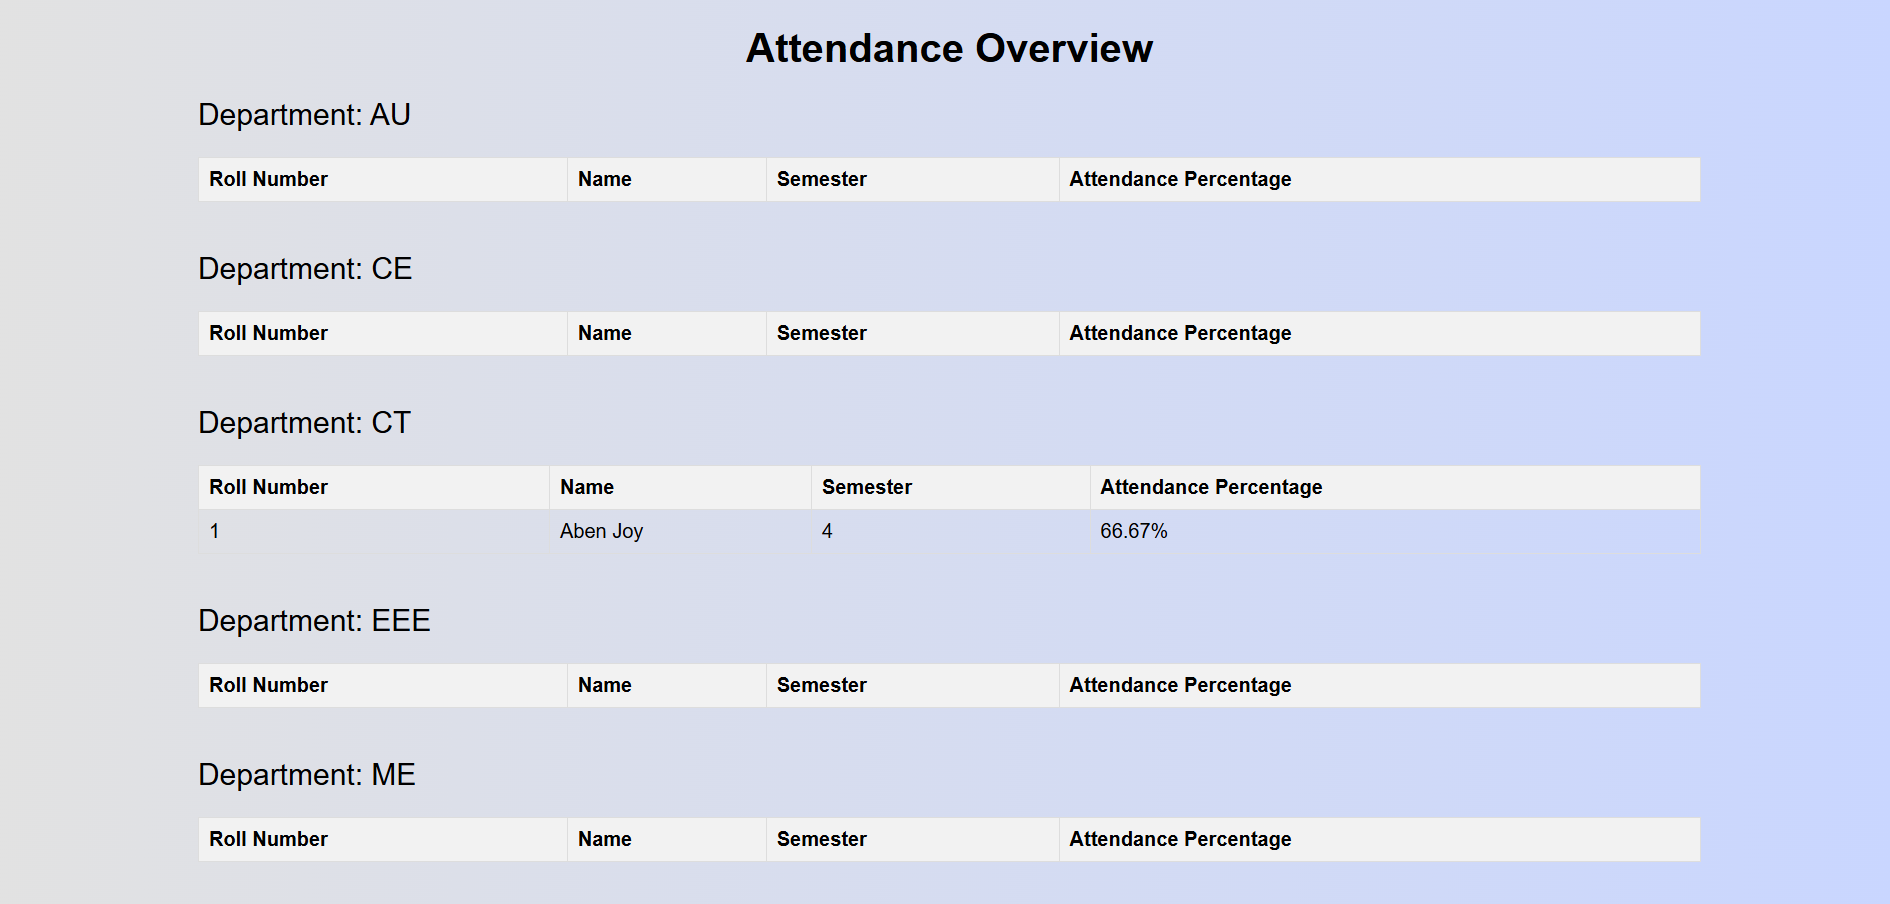 Attendance Overview
Department: AU
Roll Number Name Semester Attendance Percentage
Department: CE
Roll Number Name Semester Attendance Percentage
Department: CT
Roll Number Name Semester Attendance Percentage
1 Aben Joy 4 66.67%
Department: EEE
Roll Number Name Semester Attendance Percentage
Department: ME
Roll Number Name Semester Attendance Percentage